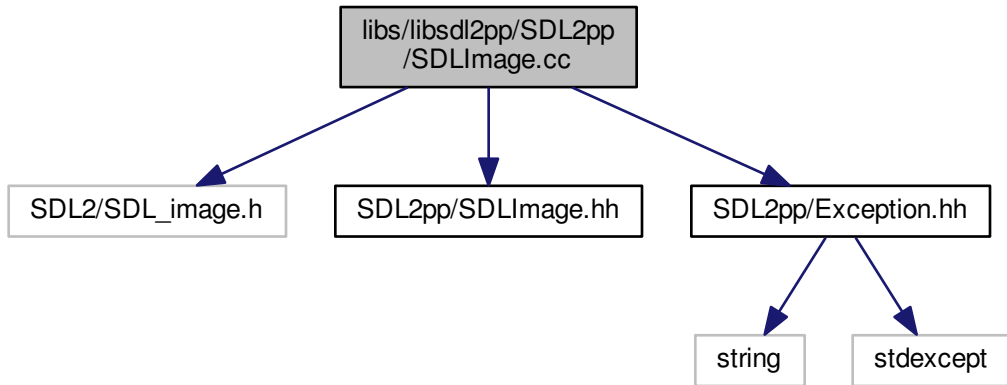 libs/libsdl2pp/SDL2pp
/SDLImage.cc
SDL2/SDL_image.h
SDL2pp/SDLImage.hh
SDL2pp/Exception.hh
string
stdexcept